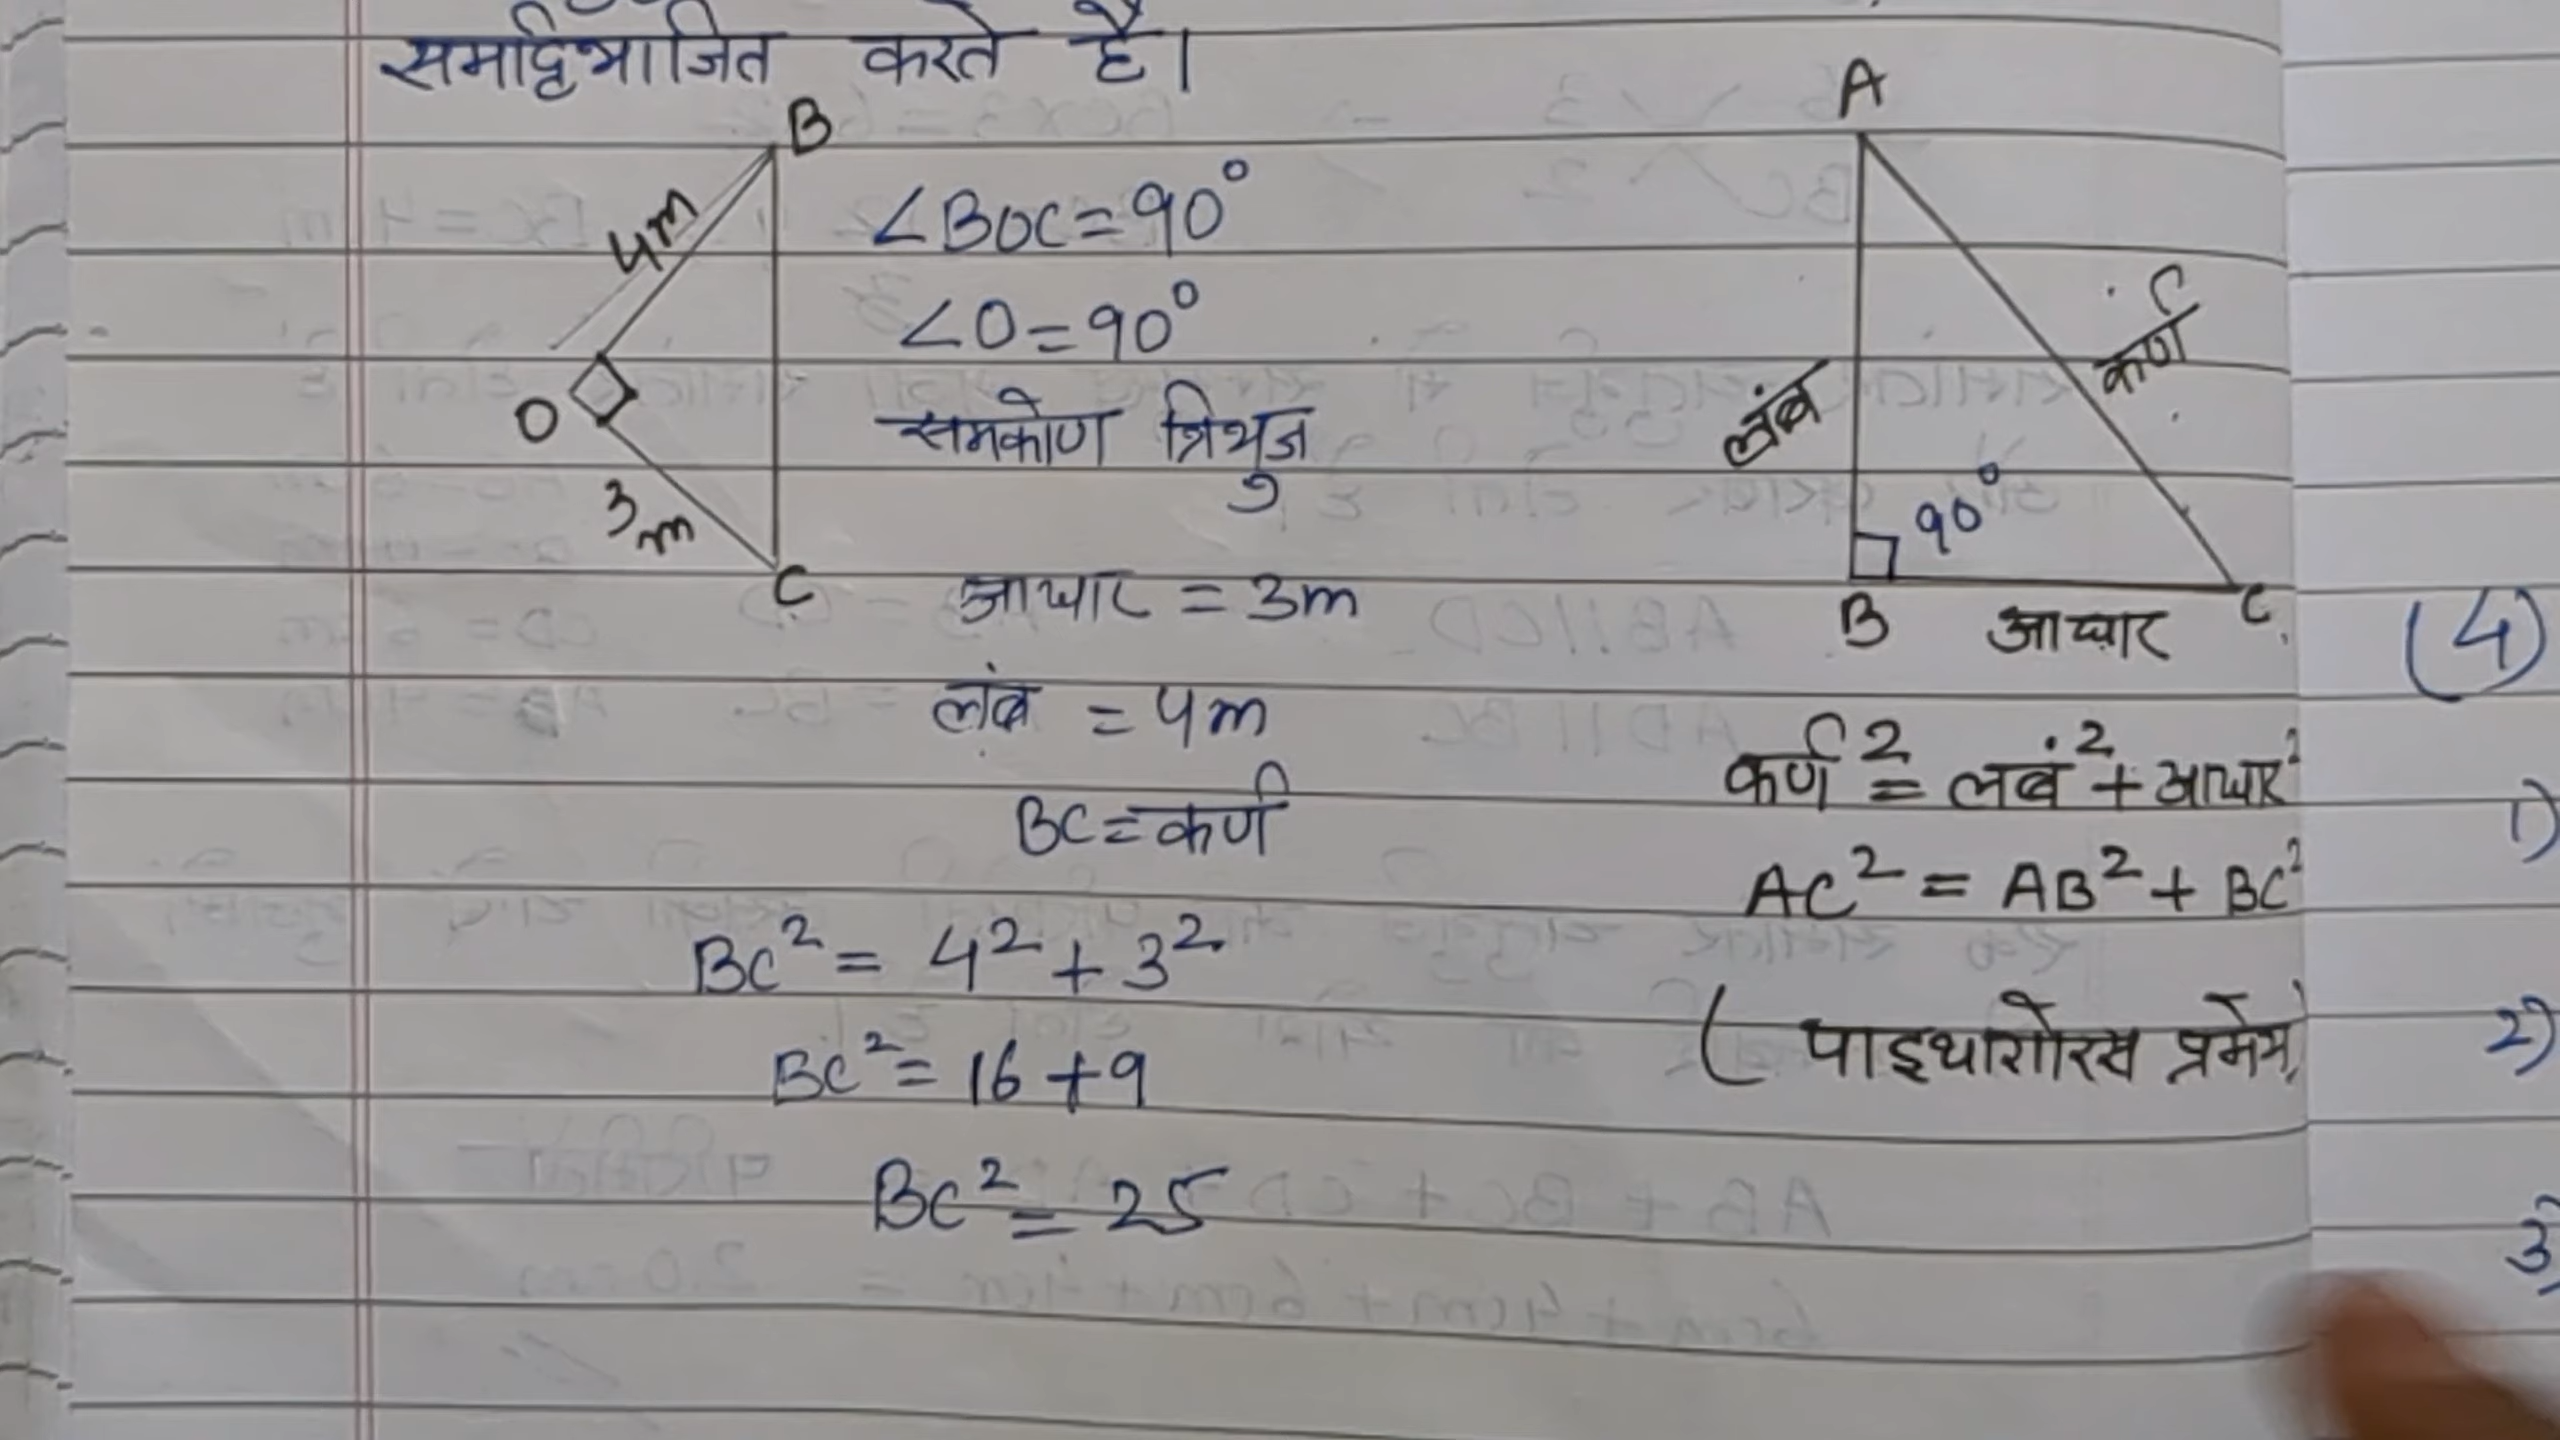 समद्विभाजित करते है।
B
4m
O
3m
C
∠BOC=90°
∠O=90°
समकोण त्रिभुज
आधार = 3m
लंब = 4m
BC=कर्ण
BC² = 4² + 3²
BC² = 16 + 9
BC² = 25
A
लंब
कर्ण
90°
B
आधार
C
कर्ण² = लबं² + आधार²
AC² = AB² + BC²
( पाइथागोरस प्रमेय
(4)
1)
2)
3)